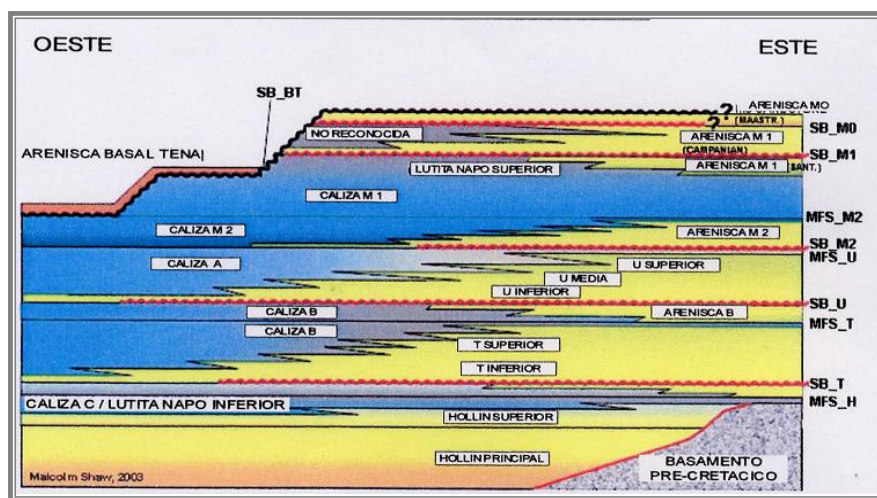 OESTE
ESTE
SB_BT
? ARENISCA MO
(MAASTR.)
?
SB_M0
NO RECONOCIDA
ARENISCA M 1
(CAMPANIAN)
ARENISCA BASAL TENA
SB_M1
LUTITA NAPO SUPERIOR
ARENISCA M 1
CALIZA M 1
MFS_M2
CALIZA M 2
ARENISCA M 2
SB_M2
MFS_U
CALIZA A
U SUPERIOR
U MEDIA
U INFERIOR
SB_U
CALIZA B
ARENISCA B
MFS_T
CALIZA B
T SUPERIOR
T INFERIOR
SB_T
CALIZA C / LUTITA NAPO INFERIOR
MFS_H
HOLLIN SUPERIOR
HOLLIN PRINCIPAL
BASAMENTO
PRE-CRETACICO
Malcolm Shaw, 2003